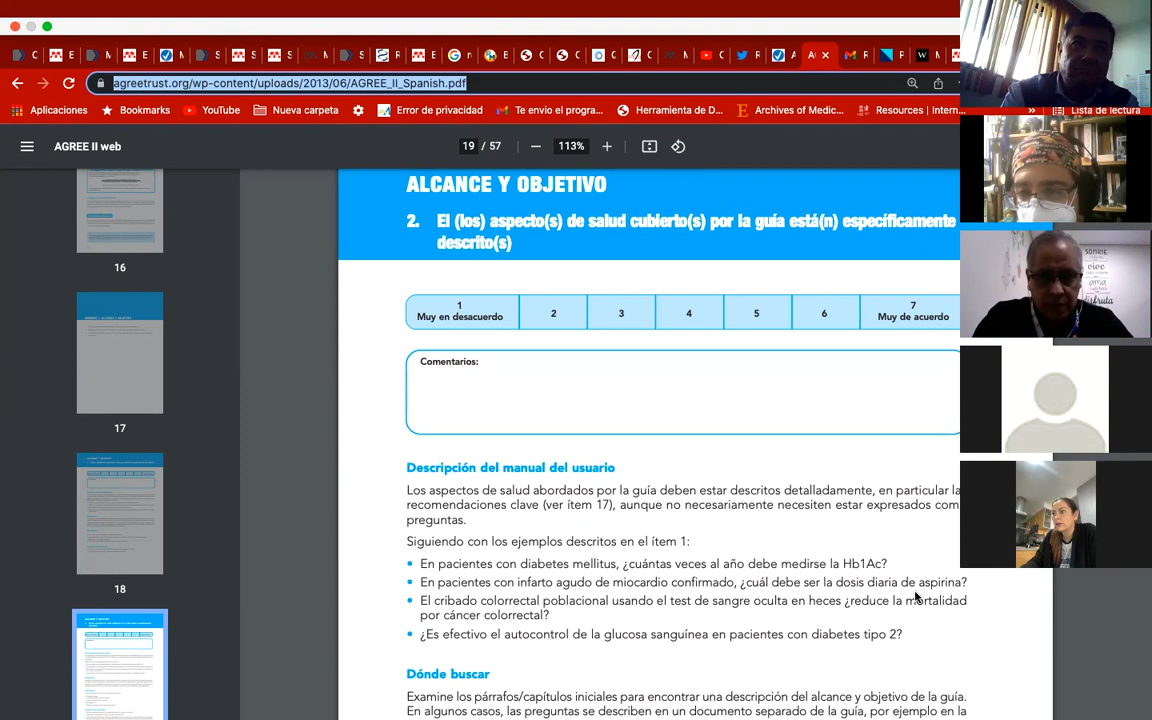 agreetrust.org/wp-content/uploads/2013/06/AGREE_II_Spanish.pdf
Aplicaciones
Bookmarks
YouTube
Nueva carpeta
Error de privacidad
Te envio el progra...
Herramienta de D...
Archives of Medic...
Resources | Intern...
»
Lista de lectura
AGREE II web
19 / 57
113%
ALCANCE Y OBJETIVO
2. El (los) aspecto(s) de salud cubierto(s) por la guía está(n) específicamente
descrito(s)
1 2 3 4 5 6 7
Muy en desacuerdo
Muy de acuerdo
Comentarios:
Descripción del manual del usuario
Los aspectos de salud abordados por la guía deben estar descritos detalladamente, en particular la
recomendaciones clave (ver ítem 17), aunque no necesariamente necesiten estar expresados com
preguntas.
Siguiendo con los ejemplos descritos en el ítem 1:
• En pacientes con diabetes mellitus, ¿cuántas veces al año debe medirse la Hb1Ac?
• En pacientes con infarto agudo de miocardio confirmado, ¿cuál debe ser la dosis diaria de aspirina?
• El cribado colorrectal poblacional usando el test de sangre oculta en heces ¿reduce la mortalidad
por cáncer colorrectal?
• ¿Es efectivo el autocontrol de la glucosa sanguínea en pacientes con diabetes tipo 2?
Dónde buscar
Examine los párrafos/capítulos iniciales para encontrar una descripción del alcance y objetivo de la guía.
En algunos casos, las preguntas se describen en un documento separado de la guía, por ejemplo en la
16
17
18
SONRIE
vive
ama
disfruta